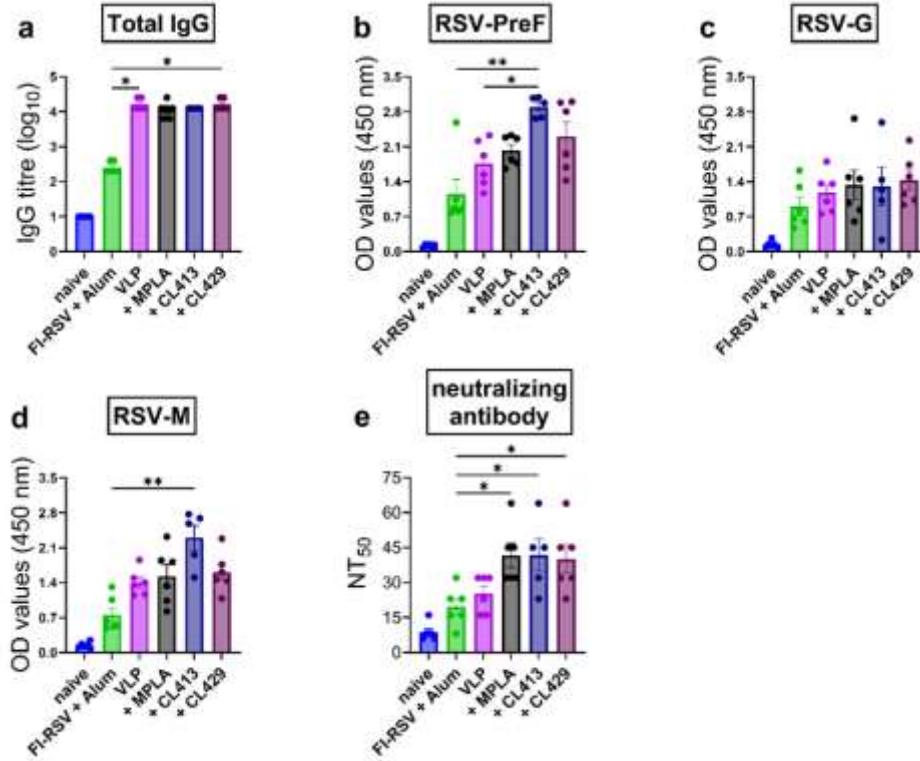 a
Total IgG
*
*
IgG titre (log10)
5
4
3
2
1
0
naive
FI-RSV + Alum
VLP
+ MPLA
+ CL413
+ CL429
b
RSV-PreF
**
*
OD values (450 nm)
3.5
2.8
2.1
1.4
0.7
0.0
naive
FI-RSV + Alum
VLP
+ MPLA
+ CL413
+ CL429
c
RSV-G
OD values (450 nm)
3.5
2.8
2.1
1.4
0.7
0.0
naive
FI-RSV + Alum
VLP
+ MPLA
+ CL413
+ CL429
d
RSV-M
**
OD values (450 nm)
3.5
2.8
2.1
1.4
0.7
0.0
naive
FI-RSV + Alum
VLP
+ MPLA
+ CL413
+ CL429
e
neutralizing
antibody
*
*
*
NT50
75
60
45
30
15
0
naive
FI-RSV + Alum
VLP
+ MPLA
+ CL413
+ CL429